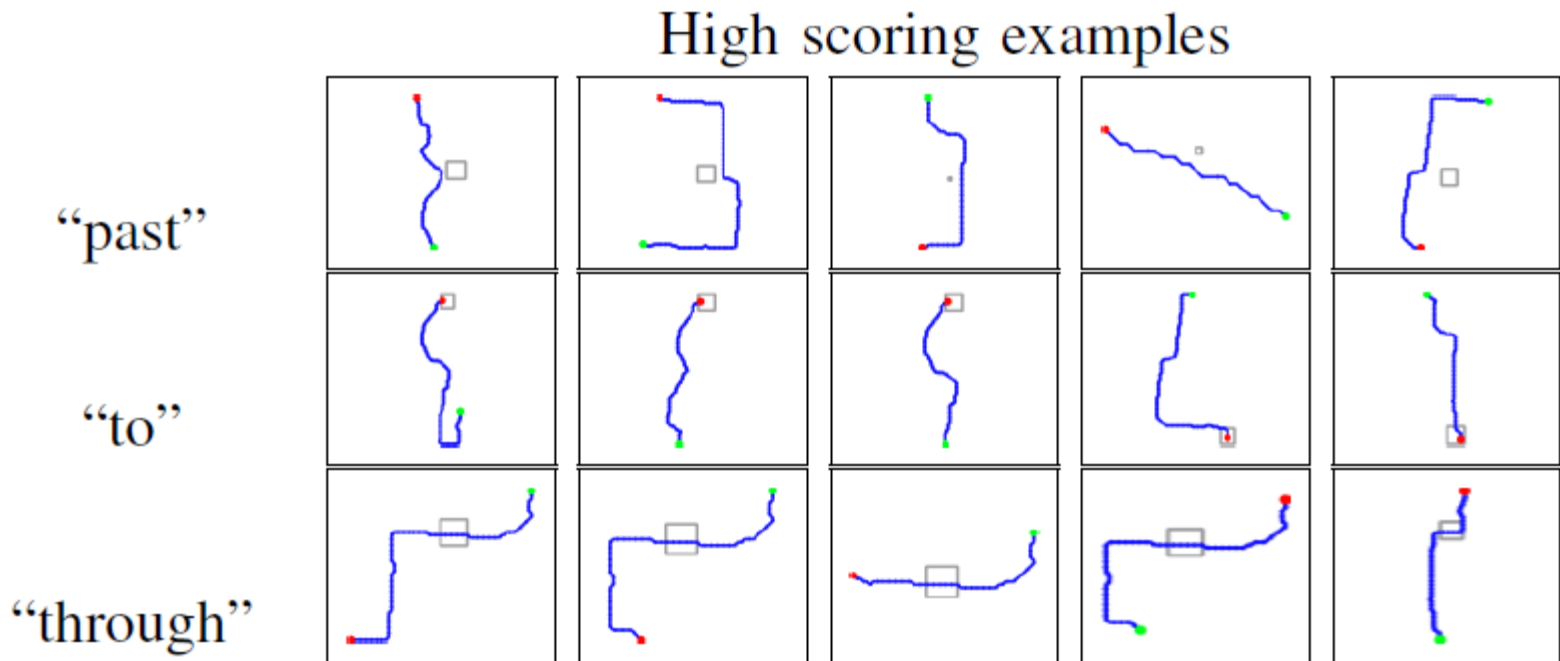 High scoring examples
“past”
“to”
“through”